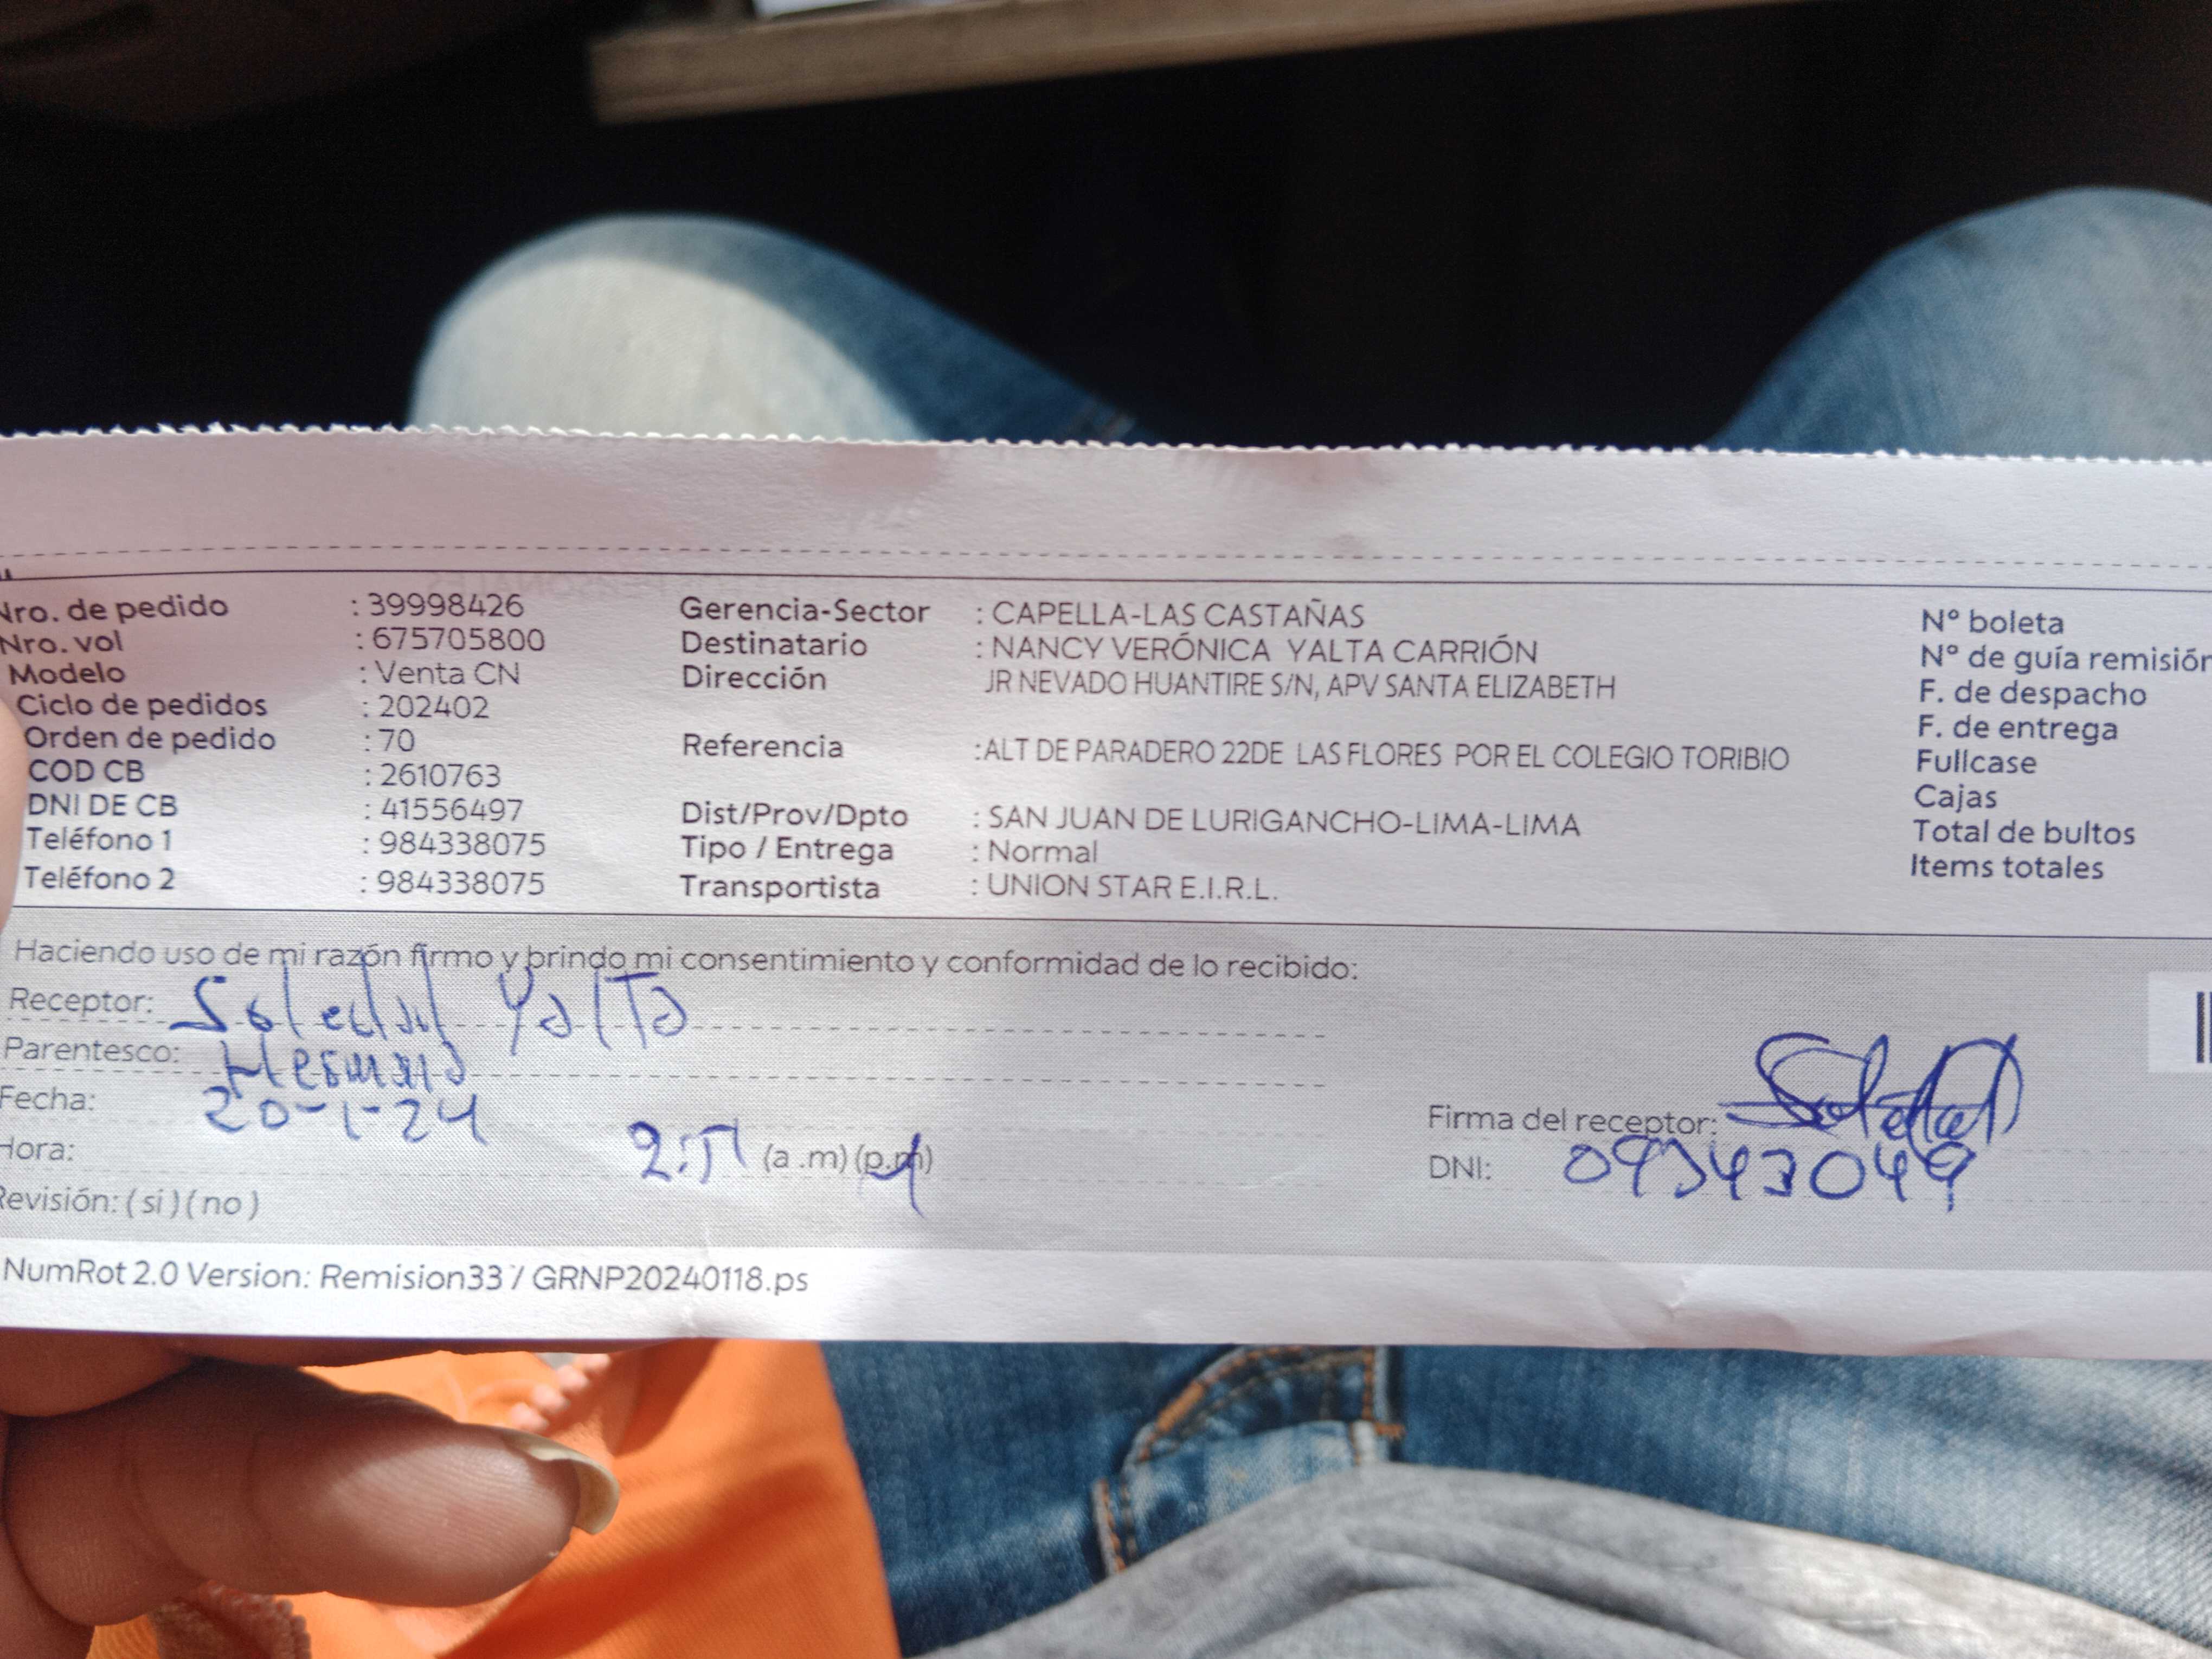 Nro. de pedido : 39998426 Gerencia-Sector : CAPELLA-LAS CASTAÑAS N° boleta
Nro. vol : 675705800 Destinatario : NANCY VERÓNICA YALTA CARRIÓN N° de guía remisión
Modelo : Venta CN Dirección JR NEVADO HUANTIRE S/N, APV SANTA ELIZABETH F. de despacho
Ciclo de pedidos : 202402 F. de entrega
Orden de pedido : 70 Referencia :ALT DE PARADERO 22DE LAS FLORES POR EL COLEGIO TORIBIO Fullcase
COD CB : 2610763 Cajas
DNI DE CB : 41556497 Dist/Prov/Dpto : SAN JUAN DE LURIGANCHO-LIMA-LIMA Total de bultos
Teléfono 1 : 984338075 Tipo / Entrega : Normal Items totales
Teléfono 2 : 984338075 Transportista : UNION STAR E.I.R.L.
Haciendo uso de mi razón firmo y brindo mi consentimiento y conformidad de lo recibido:
Receptor: Soledad Yalta
Parentesco: Hermana
Fecha: 20-1-24 Firma del receptor: Soledad
Hora: (a.m) (p.m) DNI:
Revisión: ( sí ) ( no )
NumRot 2.0 Version: Remision33 / GRNP20240118.ps